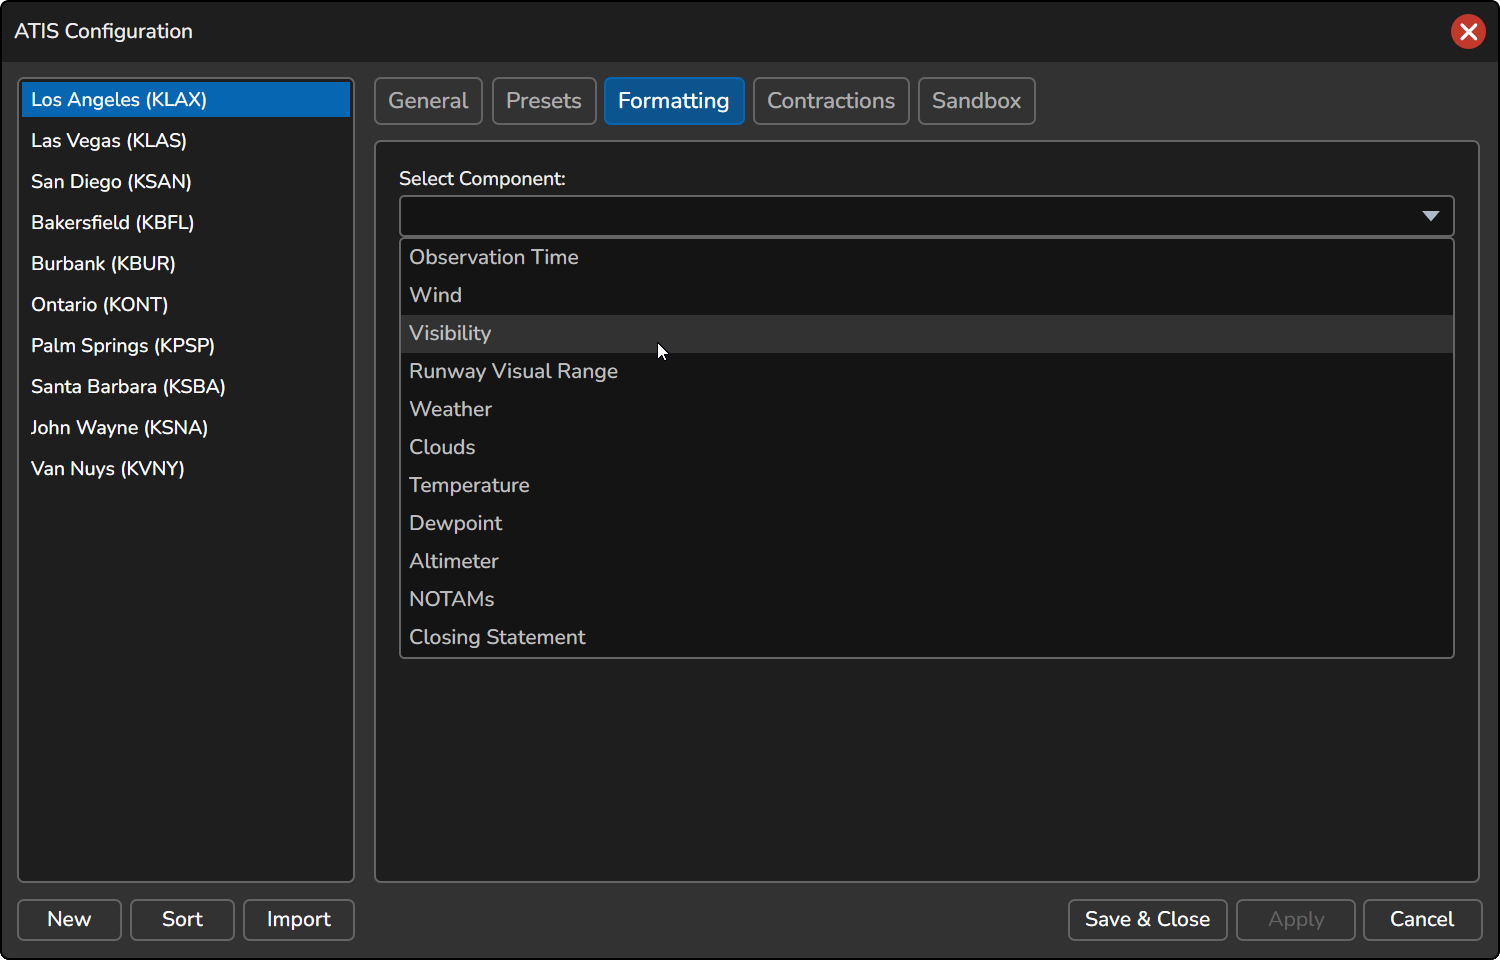 ATIS Configuration
Los Angeles (KLAX)
Las Vegas (KLAS)
San Diego (KSAN)
Bakersfield (KBFL)
Burbank (KBUR)
Ontario (KONT)
Palm Springs (KPSP)
Santa Barbara (KSBA)
John Wayne (KSNA)
Van Nuys (KVNY)
General Presets Formatting Contractions Sandbox
Select Component:
Observation Time
Wind
Visibility
Runway Visual Range
Weather
Clouds
Temperature
Dewpoint
Altimeter
NOTAMs
Closing Statement
New Sort Import Save & Close Apply Cancel